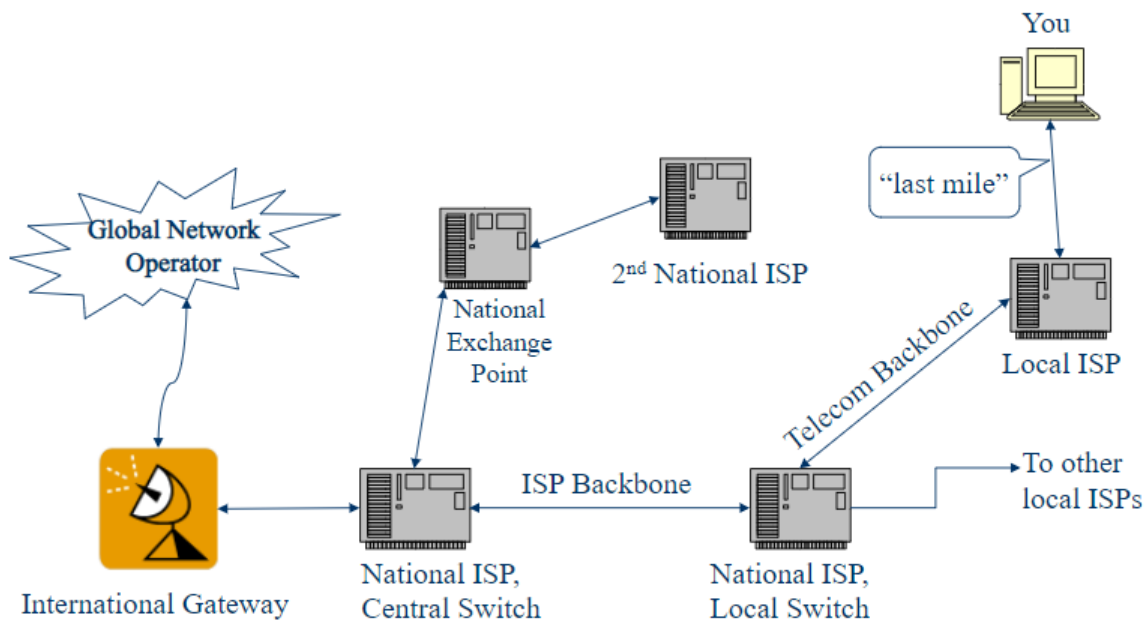 You
“last mile”
Global Network
Operator
2nd National ISP
National
Exchange
Point
Local ISP
Telecom Backbone
ISP Backbone
To other
local ISPs
International Gateway
National ISP,
Central Switch
National ISP,
Local Switch